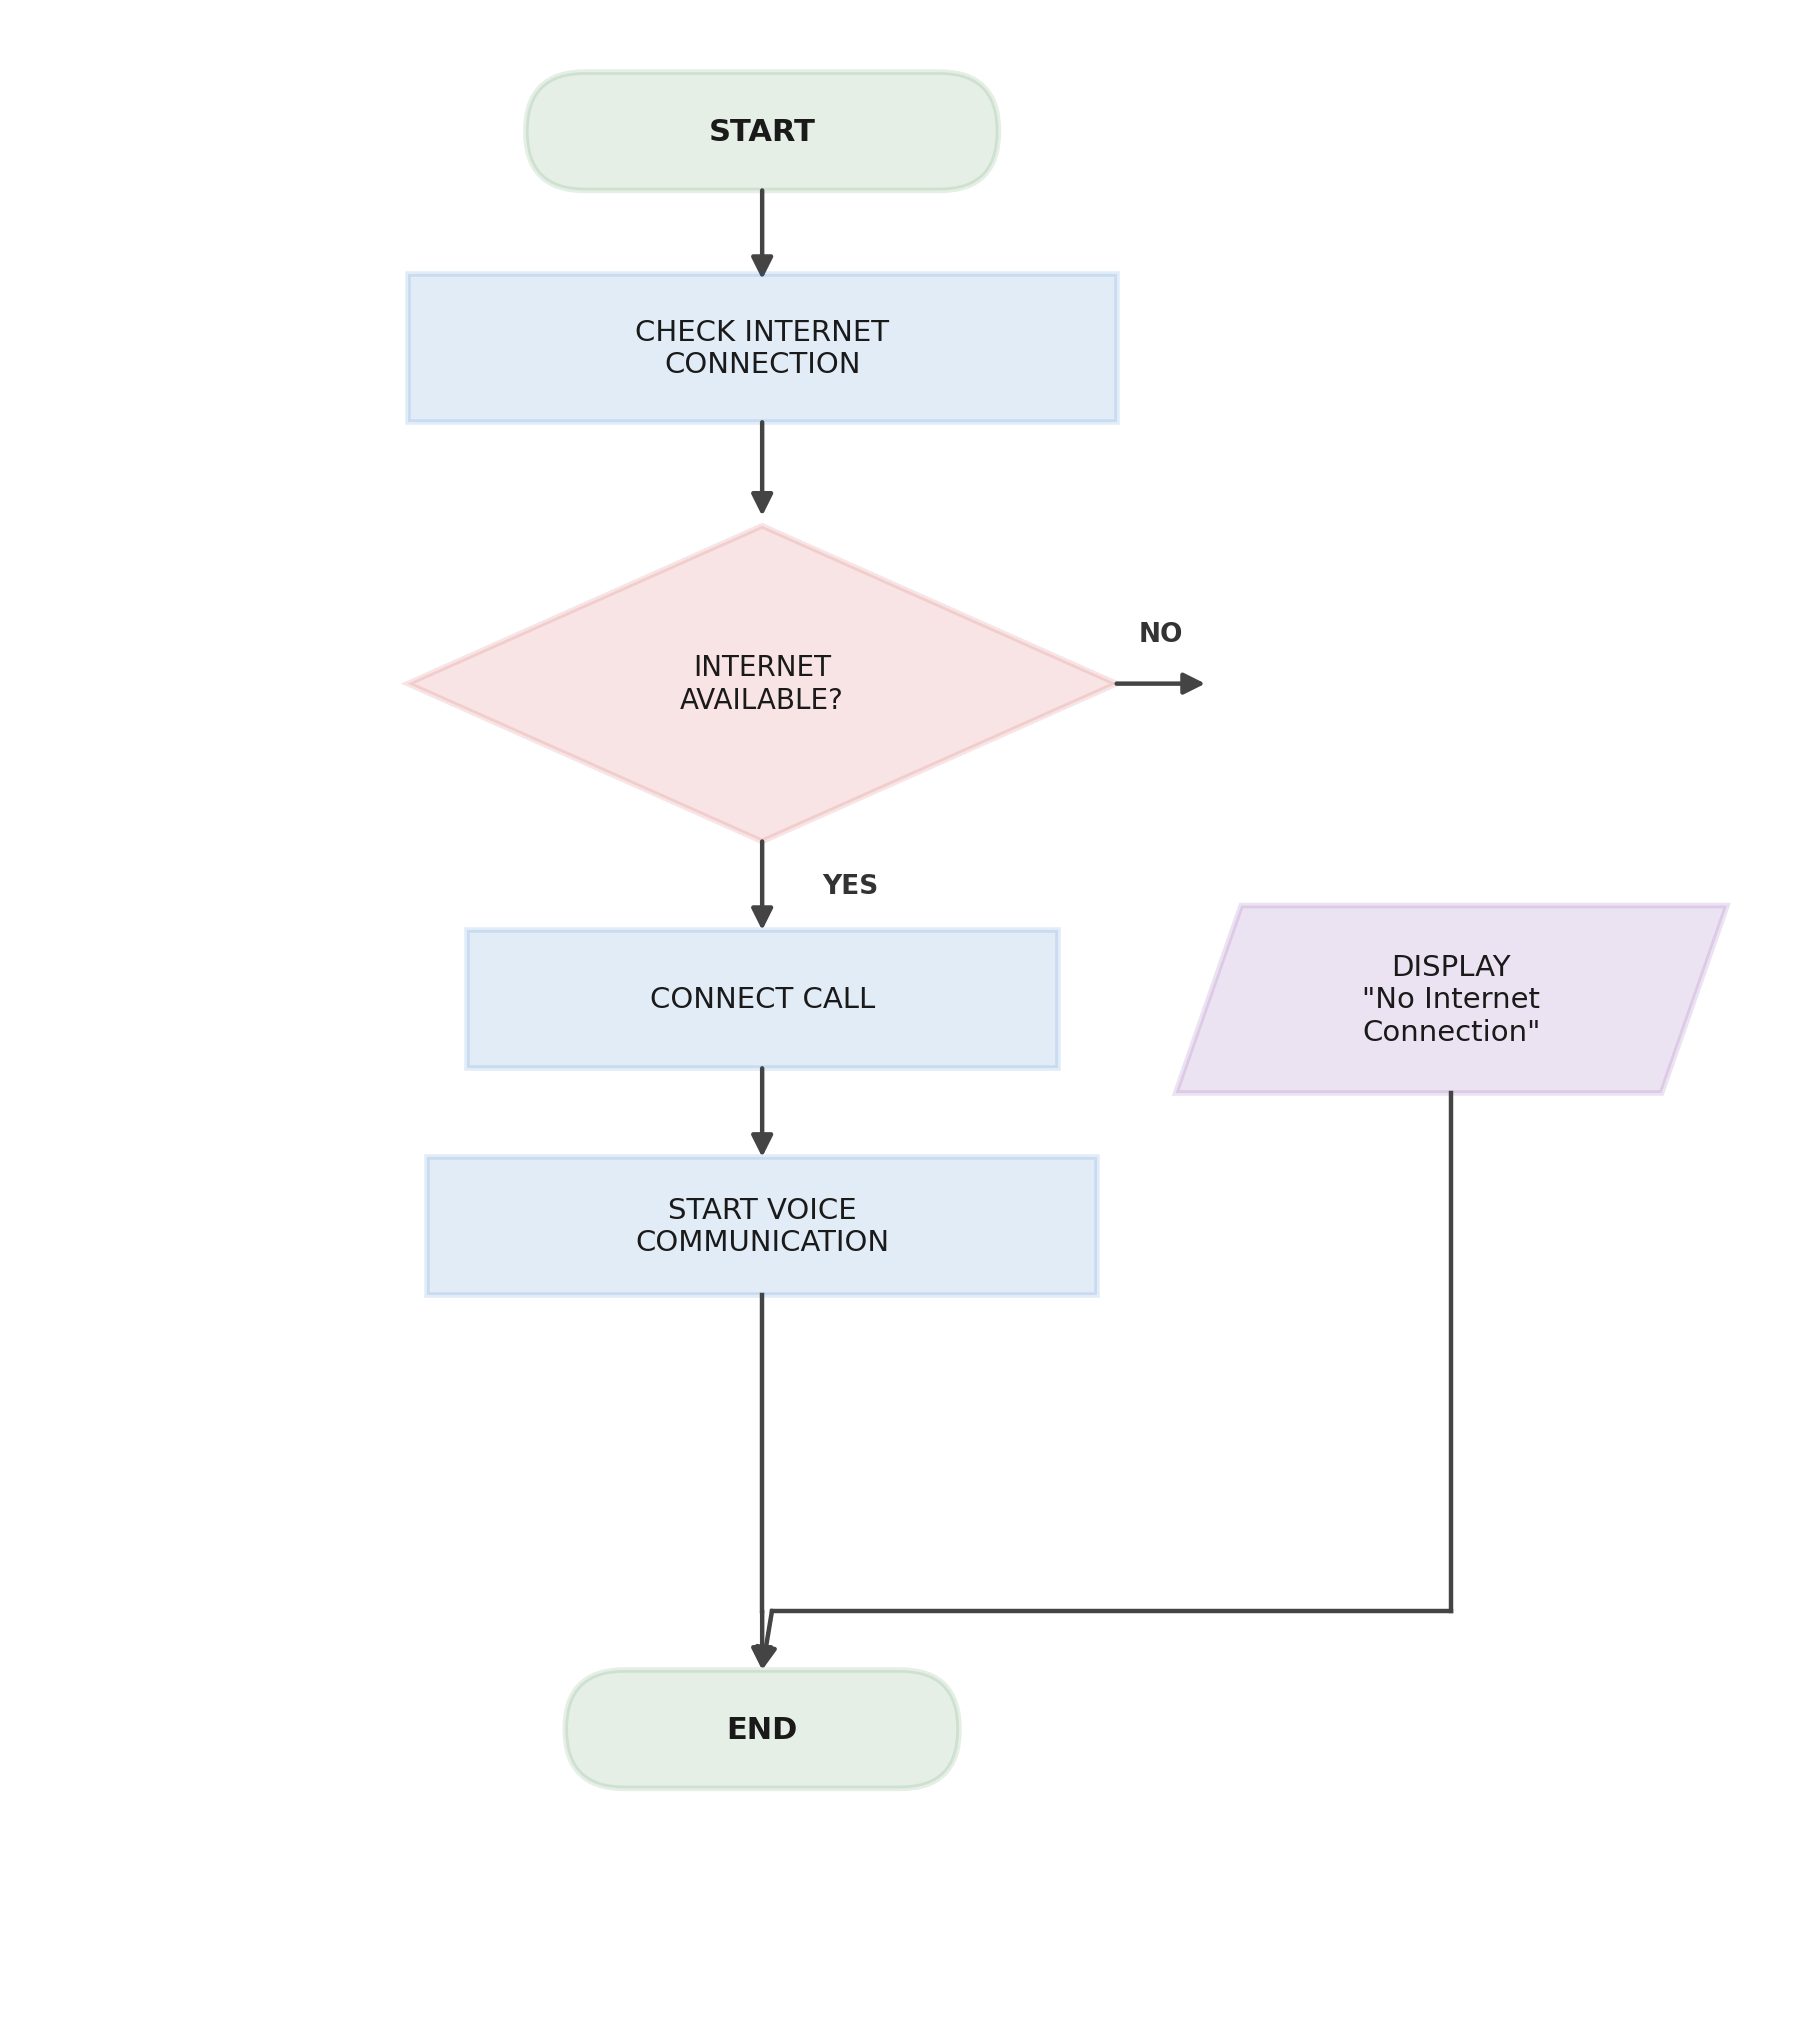 START
CHECK INTERNET
CONNECTION
INTERNET
AVAILABLE?
NO
YES
CONNECT CALL
DISPLAY
"No Internet
Connection"
START VOICE
COMMUNICATION
END